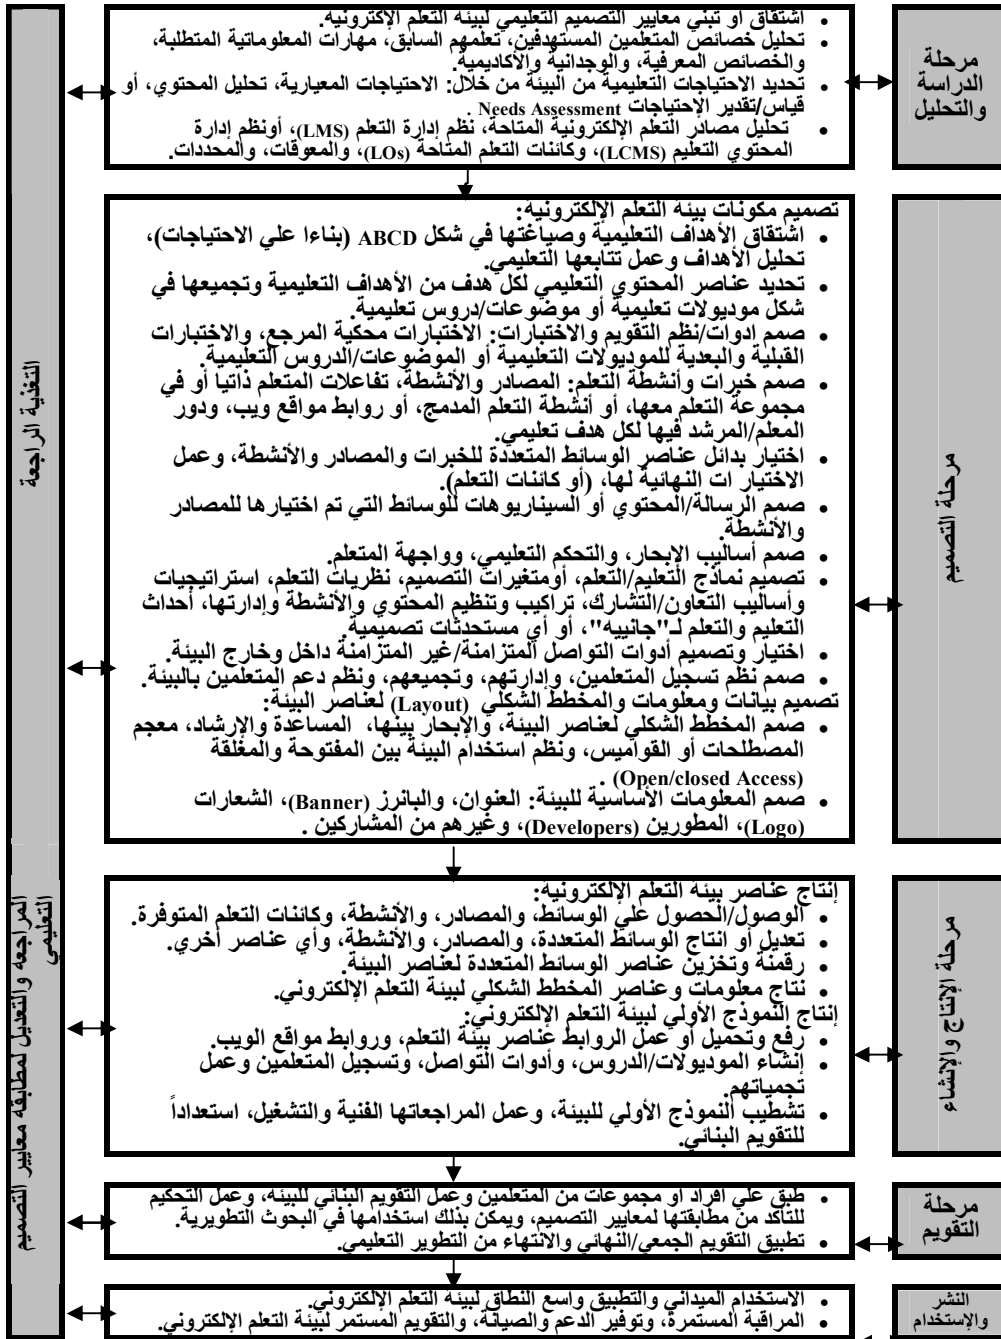 مرحلة
الدراسة
والتحليل
• اشتقاق او تبني معايير التصميم التعليمي لبيئة التعلم الإلكترونية.
• تحليل خصائص المتعلمين المستهدفين، تعلمهم السابق، مهارات المعلوماتية المتطلبة،
والخصائص المعرفية، والوجدانية والأكاديمية.
• تحديد الاحتياجات التعليمية من البيئة من خلال: الاحتياجات المعيارية، تحليل المحتوي، أو
قياس/تقدير الإحتياجات Needs Assessment .
• تحليل مصادر التعلم الإلكترونية المتاحة، نظم إدارة التعلم (LMS)، أونظم إدارة
المحتوي التعليم (LCMS)، وكائنات التعلم المتاحة (LOs)، والمعوقات، والمحددات.
مرحلة التصميم
تصميم مكونات بيئة التعلم الإلكترونية:
• اشتقاق الأهداف التعليمية وصياغتها في شكل ABCD (بناءا علي الاحتياجات)،
تحليل الأهداف وعمل تتابعها التعليمي.
• تحديد عناصر المحتوي التعليمي لكل هدف من الأهداف التعليمية وتجميعها في
شكل موديولات تعليمية أو موضوعات/دروس تعليمية.
• صمم ادوات/نظم التقويم والاختبارات: الاختبارات محكية المرجع، والاختبارات
القبلية والبعدية للموديولات التعليمية أو الموضوعات/الدروس التعليمية.
• صمم خبرات وأنشطة التعلم: المصادر والأنشطة، تفاعلات المتعلم ذاتيا أو في
مجموعة التعلم معها، أو أنشطة التعلم المدمج، أو روابط مواقع ويب، ودور
المعلم/المرشد فيها لكل هدف تعليمي.
• اختيار بدائل عناصر الوسائط المتعددة للخبرات والمصادر والأنشطة، وعمل
الاختيار ات النهائية لها، (أو كائنات التعلم).
• صمم الرسالة/المحتوي أو السيناريوهات للوسائط التي تم اختيارها للمصادر
والأنشطة.
• صمم أساليب الإبحار، والتحكم التعليمي، وواجهة المتعلم.
• تصميم نماذج التعليم/التعلم، أومتغيرات التصميم، نظريات التعلم، استراتيجيات
وأساليب التعاون/التشارك، تراكيب وتنظيم المحتوي والأنشطة وإدارتها، أحداث
التعليم والتعلم لـ"جانييه"، أو أي مستحدثات تصميمية.
• اختيار وتصميم أدوات التواصل المتزامنة/غير المتزامنة داخل وخارج البيئة.
• صمم نظم تسجيل المتعلمين، وإدارتهم، وتجميعهم، ونظم دعم المتعلمين بالبيئة.
تصميم بيانات ومعلومات والمخطط الشكلي (Layout) لعناصر البيئة:
• صمم المخطط الشكلي لعناصر البيئة، والإبحار بينها، المساعدة والإرشاد، معجم
المصطلحات أو القواميس، ونظم استخدام البيئة بين المفتوحة والمغلقة
(Open/closed Access) .
• صمم المعلومات الأساسية للبيئة: العنوان، والبانرز (Banner)، الشعارات
(Logo)، المطورين (Developers)، وغيرهم من المشاركين .
مرحلة الإنتاج والإنشاء
إنتاج عناصر بيئة التعلم الإلكترونية:
• الوصول/الحصول علي الوسائط، والمصادر، والأنشطة، وكائنات التعلم المتوفرة.
• تعديل أو انتاج الوسائط المتعددة، والمصادر، والأنشطة، وأي عناصر أخري.
• رقمنة وتخزين عناصر الوسائط المتعددة لعناصر البيئة.
• نتاج معلومات وعناصر المخطط الشكلي لبيئة التعلم الإلكتروني.
إنتاج النموذج الأولي لبيئة التعلم الإلكتروني:
• رفع وتحميل أو عمل الروابط عناصر بيئة التعلم، وروابط مواقع الويب.
• إنشاء الموديولات/الدروس، وأدوات التواصل، وتسجيل المتعلمين وعمل
تجمياتهم.
• تشطيب النموذج الأولي للبيئة، وعمل المراجعاتها الفنية والتشغيل، استعداداً
للتقويم البنائي.
مرحلة
التقويم
• طبق علي افراد او مجموعات من المتعلمين وعمل التقويم البنائي للبيئة، وعمل التحكيم
للتأكد من مطابقتها لمعايير التصميم، ويمكن بذلك استخدامها في البحوث التطويرية.
• تطبيق التقويم الجمعي/النهائي والانتهاء من التطوير التعليمي.
النشر
والإستخدام
• الاستخدام الميداني والتطبيق واسع النطاق لبيئة التعلم الإلكتروني.
• المراقبة المستمرة، وتوفير الدعم والصيانة، والتقويم المستمر لبيئة التعلم الإلكتروني.
التغذية الراجعة
المراجعه والتعديل لمطابقه معايير التصميم
التعليمي